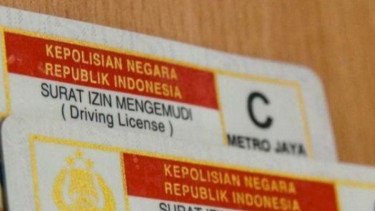 KEPOLISIAN NEGARA
REPUBLIK INDONESIA
SURAT IZIN MENGEMUDI
( Driving License )
C
METRO JAYA
KEPOLISIAN NEGARA
REPUBLIK INDONESIA